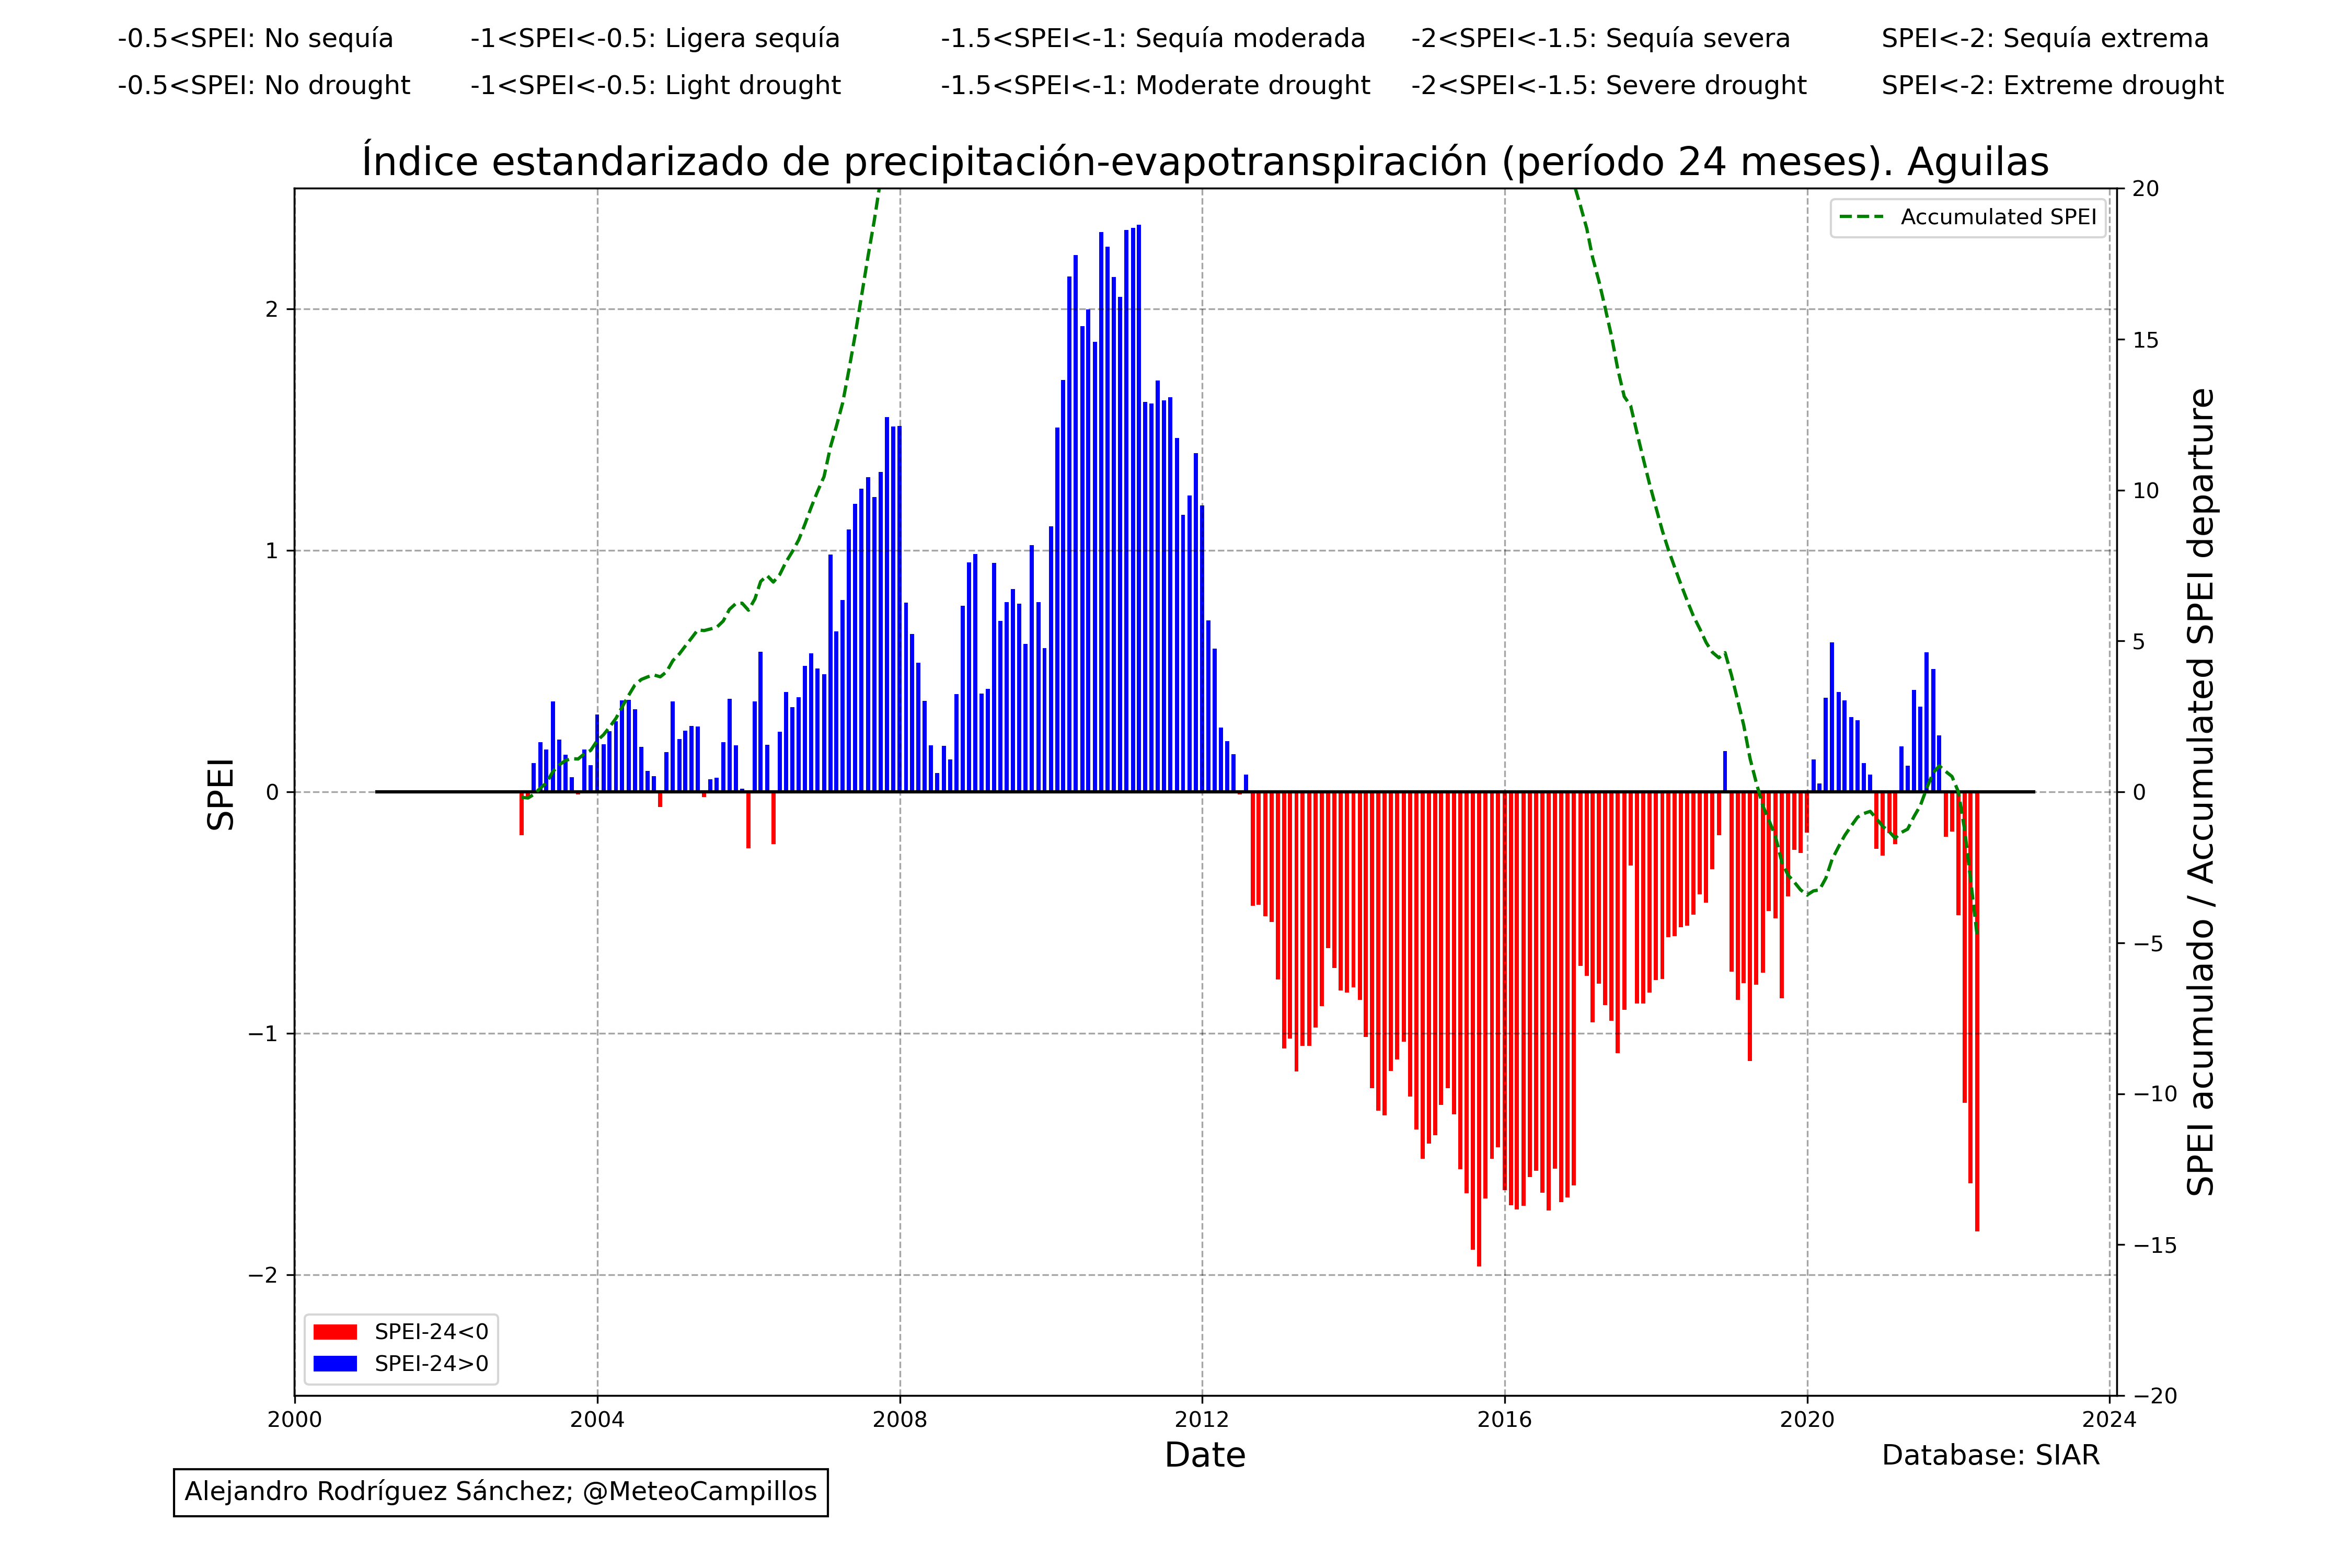 -0.5<SPEI: No sequía -1<SPEI<-0.5: Ligera sequía -1.5<SPEI<-1: Sequía moderada -2<SPEI<-1.5: Sequía severa SPEI<-2: Sequía extrema
-0.5<SPEI: No drought -1<SPEI<-0.5: Light drought -1.5<SPEI<-1: Moderate drought -2<SPEI<-1.5: Severe drought SPEI<-2: Extreme drought
Índice estandarizado de precipitación-evapotranspiración (período 24 meses). Aguilas
Accumulated SPEI
2
1
0
−1
−2
SPEI
20
15
10
5
0
−5
−10
−15
−20
SPEI acumulado / Accumulated SPEI departure
SPEI-24<0
SPEI-24>0
2000 2004 2008 2012 2016 2020 2024
Date
Database: SIAR
Alejandro Rodríguez Sánchez; @MeteoCampillos